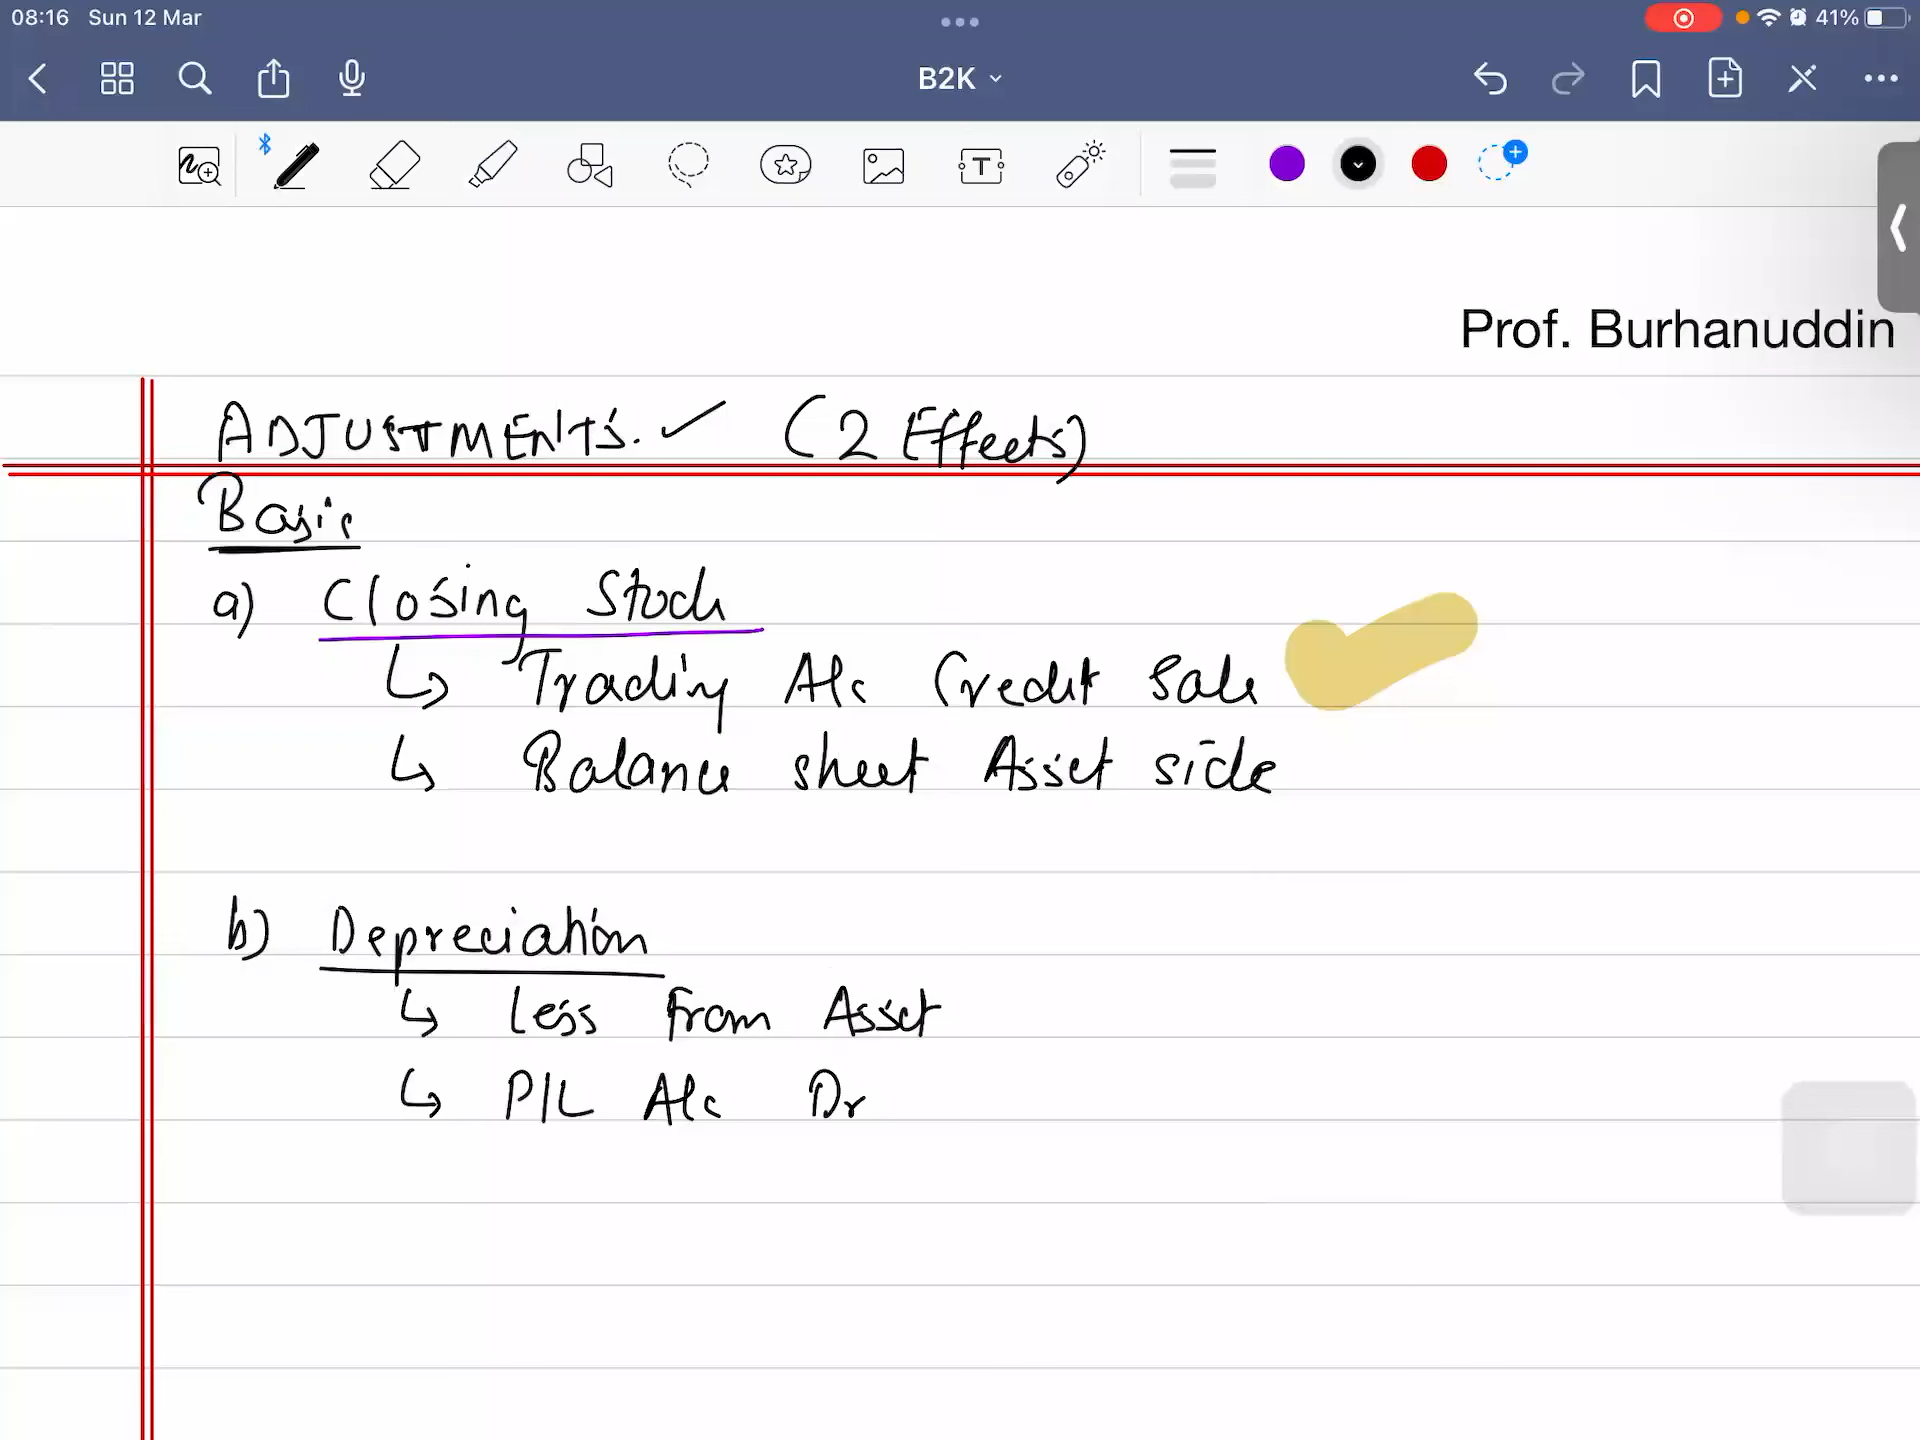 08:16 Sun 12 Mar
41%
B2K
T
Prof. Burhanuddin
ADJUSTMENTS. ✓ (2 Effects)
Basic
a) Closing Stock
↳ Trading A/c Credit Sale
↳ Balance sheet Asset side
b) Depreciation
↳ less from Asset
↳ P/L A/c Dr